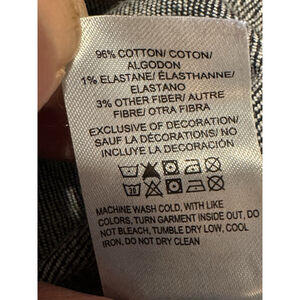 96% COTTON/ COTON/
ALGODON
1% ELASTANE/ ÉLASTHANNE/
ELASTANO
3% OTHER FIBER/ AUTRE
FIBRE/ OTRA FIBRA
EXCLUSIVE OF DECORATION/
SAUF LA DÉCORATION/ NO
INCLUYE LA DECORACIÓN
30
MACHINE WASH COLD, WITH LIKE
COLORS, TURN GARMENT INSIDE OUT, DO
NOT BLEACH, TUMBLE DRY LOW, COOL
IRON, DO NOT DRY CLEAN